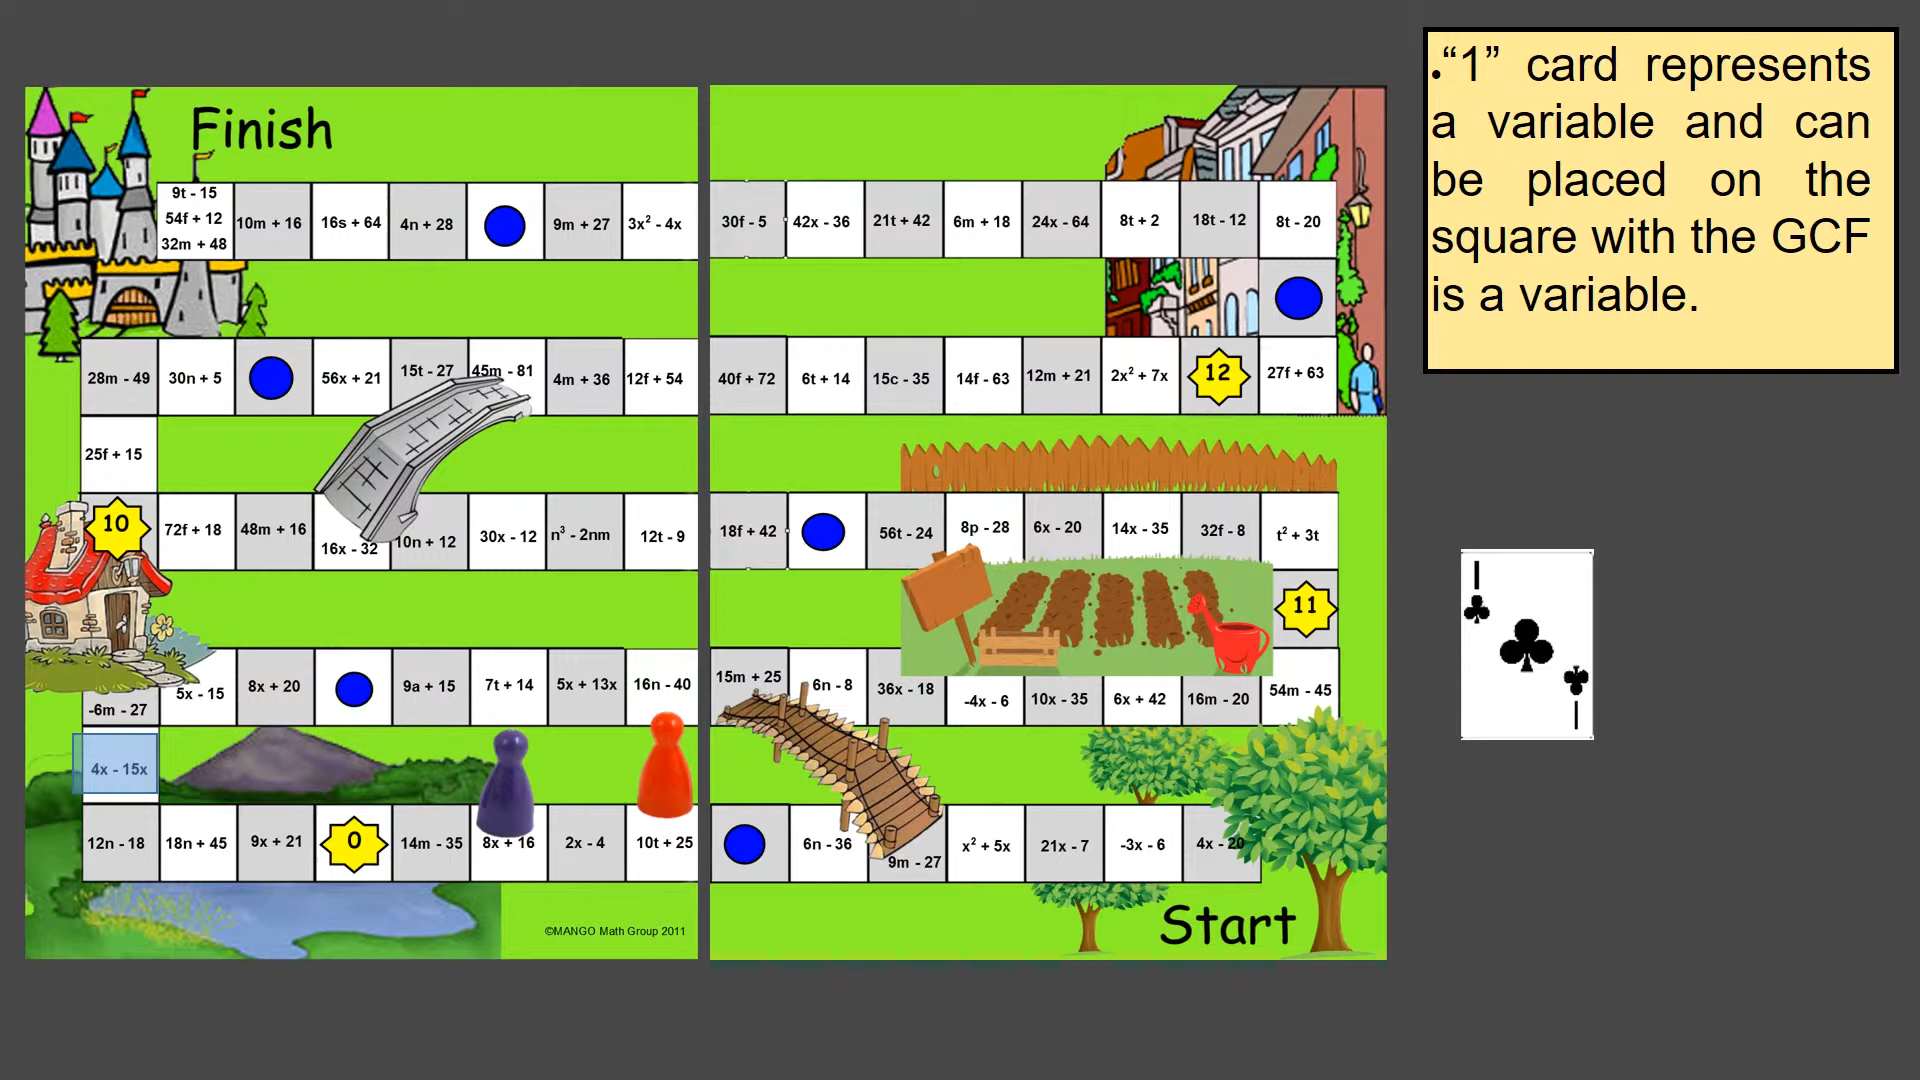 •“1” card represents
a variable and can
be placed on the
square with the GCF
is a variable.
Finish
9t - 15
54f + 12
32m + 48
10m + 16
16s + 64
4n + 28
9m + 27
3x² - 4x
30f - 5
42x - 36
21t + 42
6m + 18
24x - 64
8t + 2
18t - 12
8t - 20
28m - 49
30n + 5
56x + 21
15t - 27
45m - 81
4m + 36
12f + 54
40f + 72
6t + 14
15c - 35
14f - 63
12m + 21
2x² + 7x
12
27f + 63
25f + 15
10
72f + 18
48m + 16
16x - 32
10n + 12
30x - 12
n³ - 2nm
12t - 9
18f + 42
56t - 24
8p - 28
6x - 20
14x - 35
32f - 8
t² + 3t
11
-6m - 27
5x - 15
8x + 20
9a + 15
7t + 14
5x + 13x
16n - 40
15m + 25
6n - 8
36x - 18
-4x - 6
10x - 35
6x + 42
16m - 20
54m - 45
4x - 15x
12n - 18
18n + 45
9x + 21
0
14m - 35
8x + 16
2x - 4
10t + 25
6n - 36
9m - 27
x² + 5x
21x - 7
-3x - 6
4x - 20
©MANGO Math Group 2011
Start
I
I